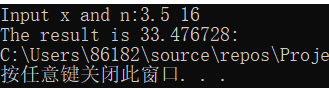 Input x and n:3.5 16
The result is 33.476728:
C:\Users\86182\source\repos\Proje
按任意键关闭此窗口. . .